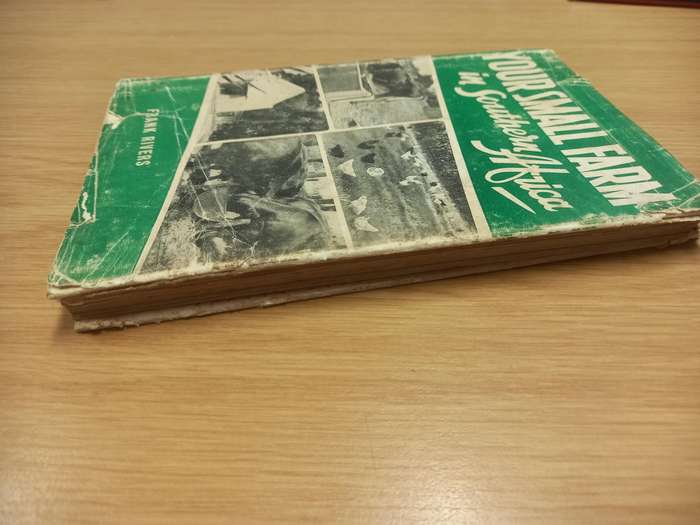 YOUR SMALL FARM
in Southern Africa
FRANK RIVERS